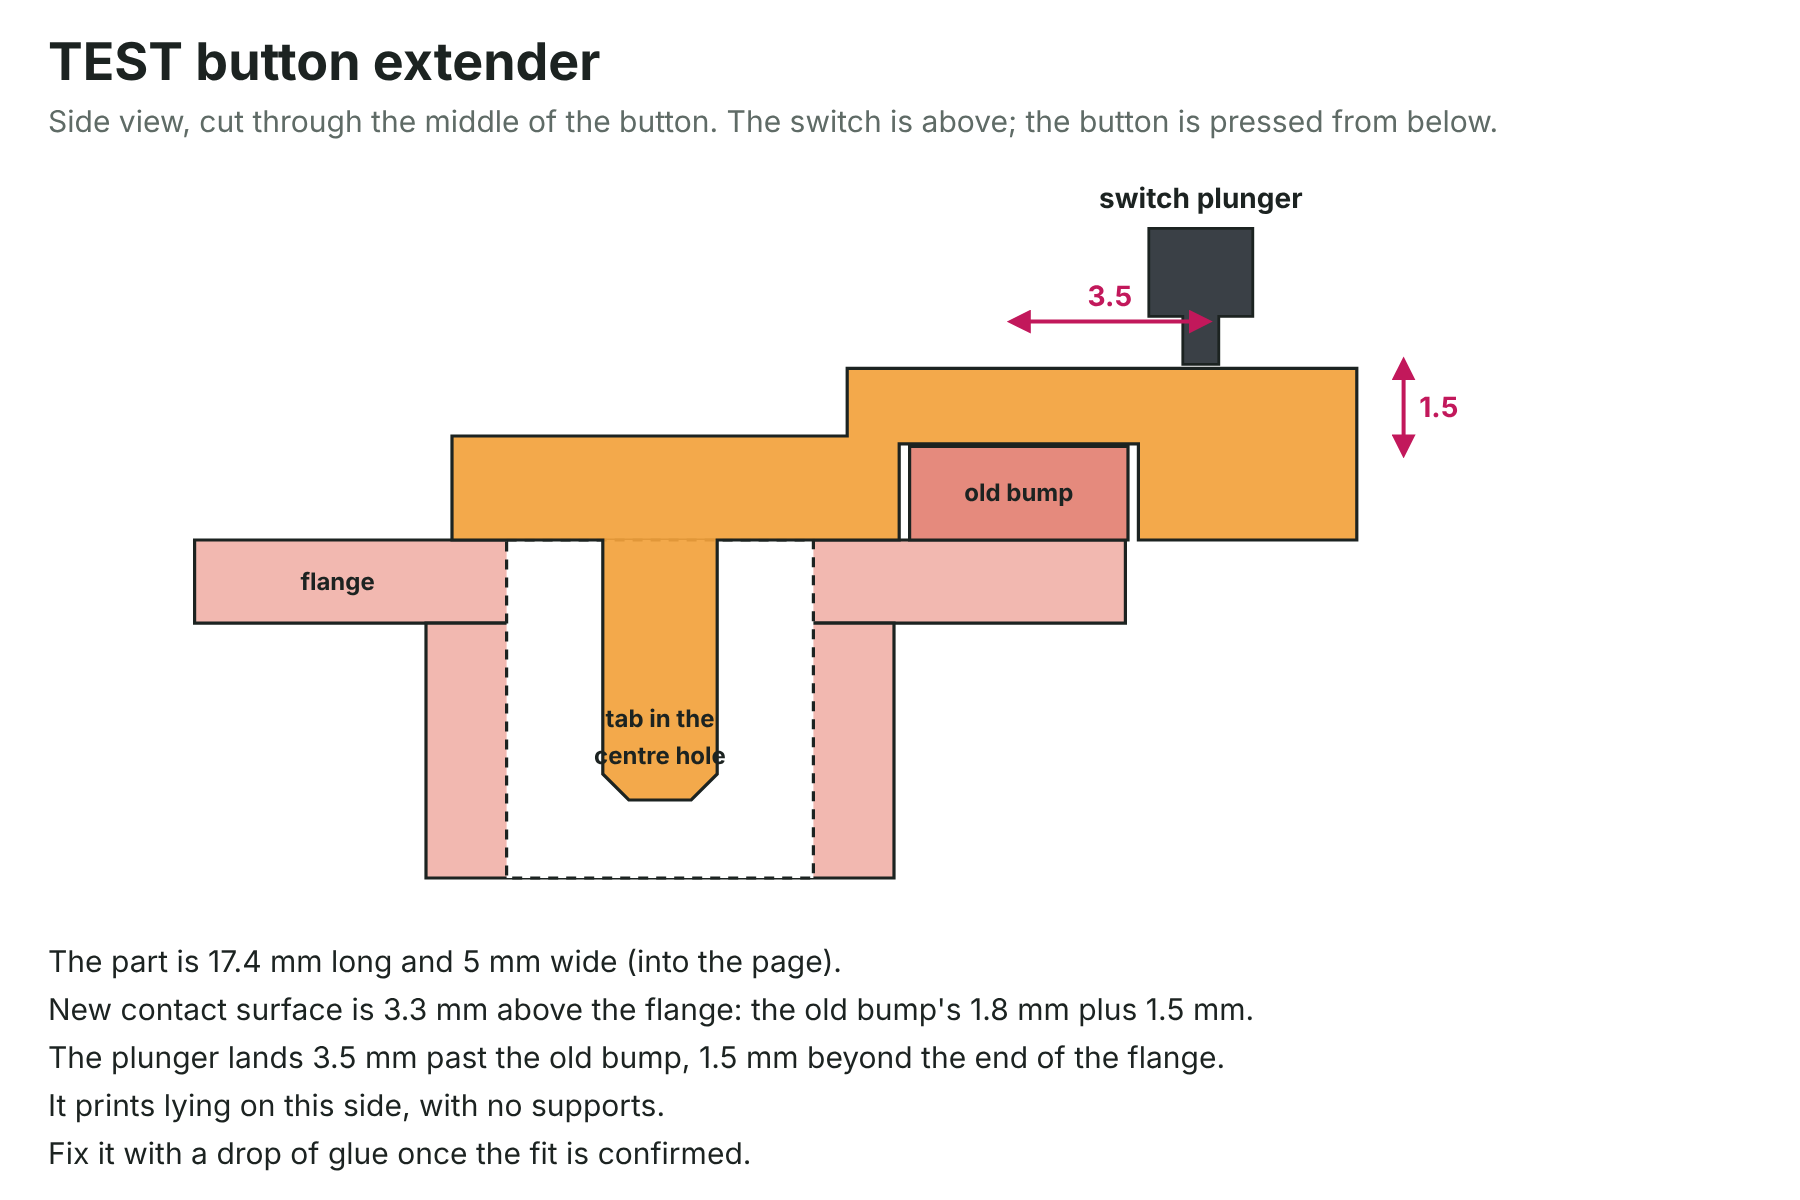 TEST button extender
Side view, cut through the middle of the button. The switch is above; the button is pressed from below.
switch plunger
3.5
1.5
old bump
flange
tab in the
centre hole
The part is 17.4 mm long and 5 mm wide (into the page).
New contact surface is 3.3 mm above the flange: the old bump's 1.8 mm plus 1.5 mm.
The plunger lands 3.5 mm past the old bump, 1.5 mm beyond the end of the flange.
It prints lying on this side, with no supports.
Fix it with a drop of glue once the fit is confirmed.